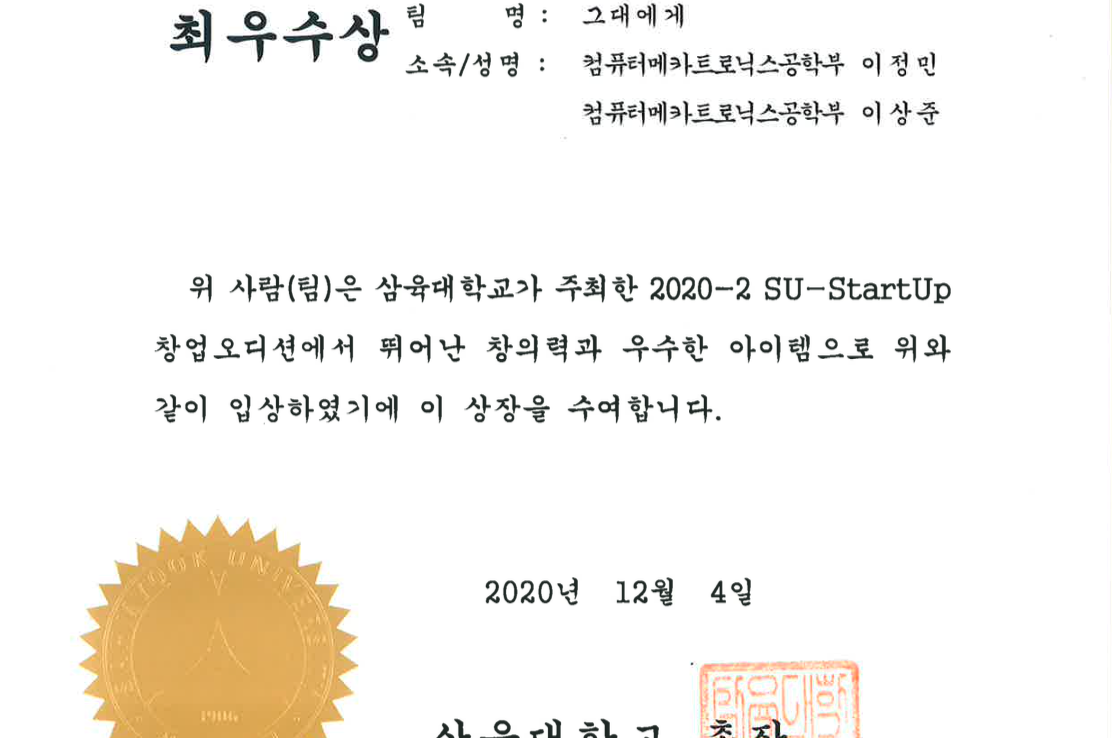 최우수상
팀 명 : 그대에게
소속/성명 : 컴퓨터메카트로닉스공학부 이정민
컴퓨터메카트로닉스공학부 이상준
위 사람(팀)은 삼육대학교가 주최한 2020-2 SU-StartUp
창업오디션에서 뛰어난 창의력과 우수한 아이템으로 위와
같이 입상하였기에 이 상장을 수여합니다.
2020년 12월 4일
1906
삼육대학교 총장